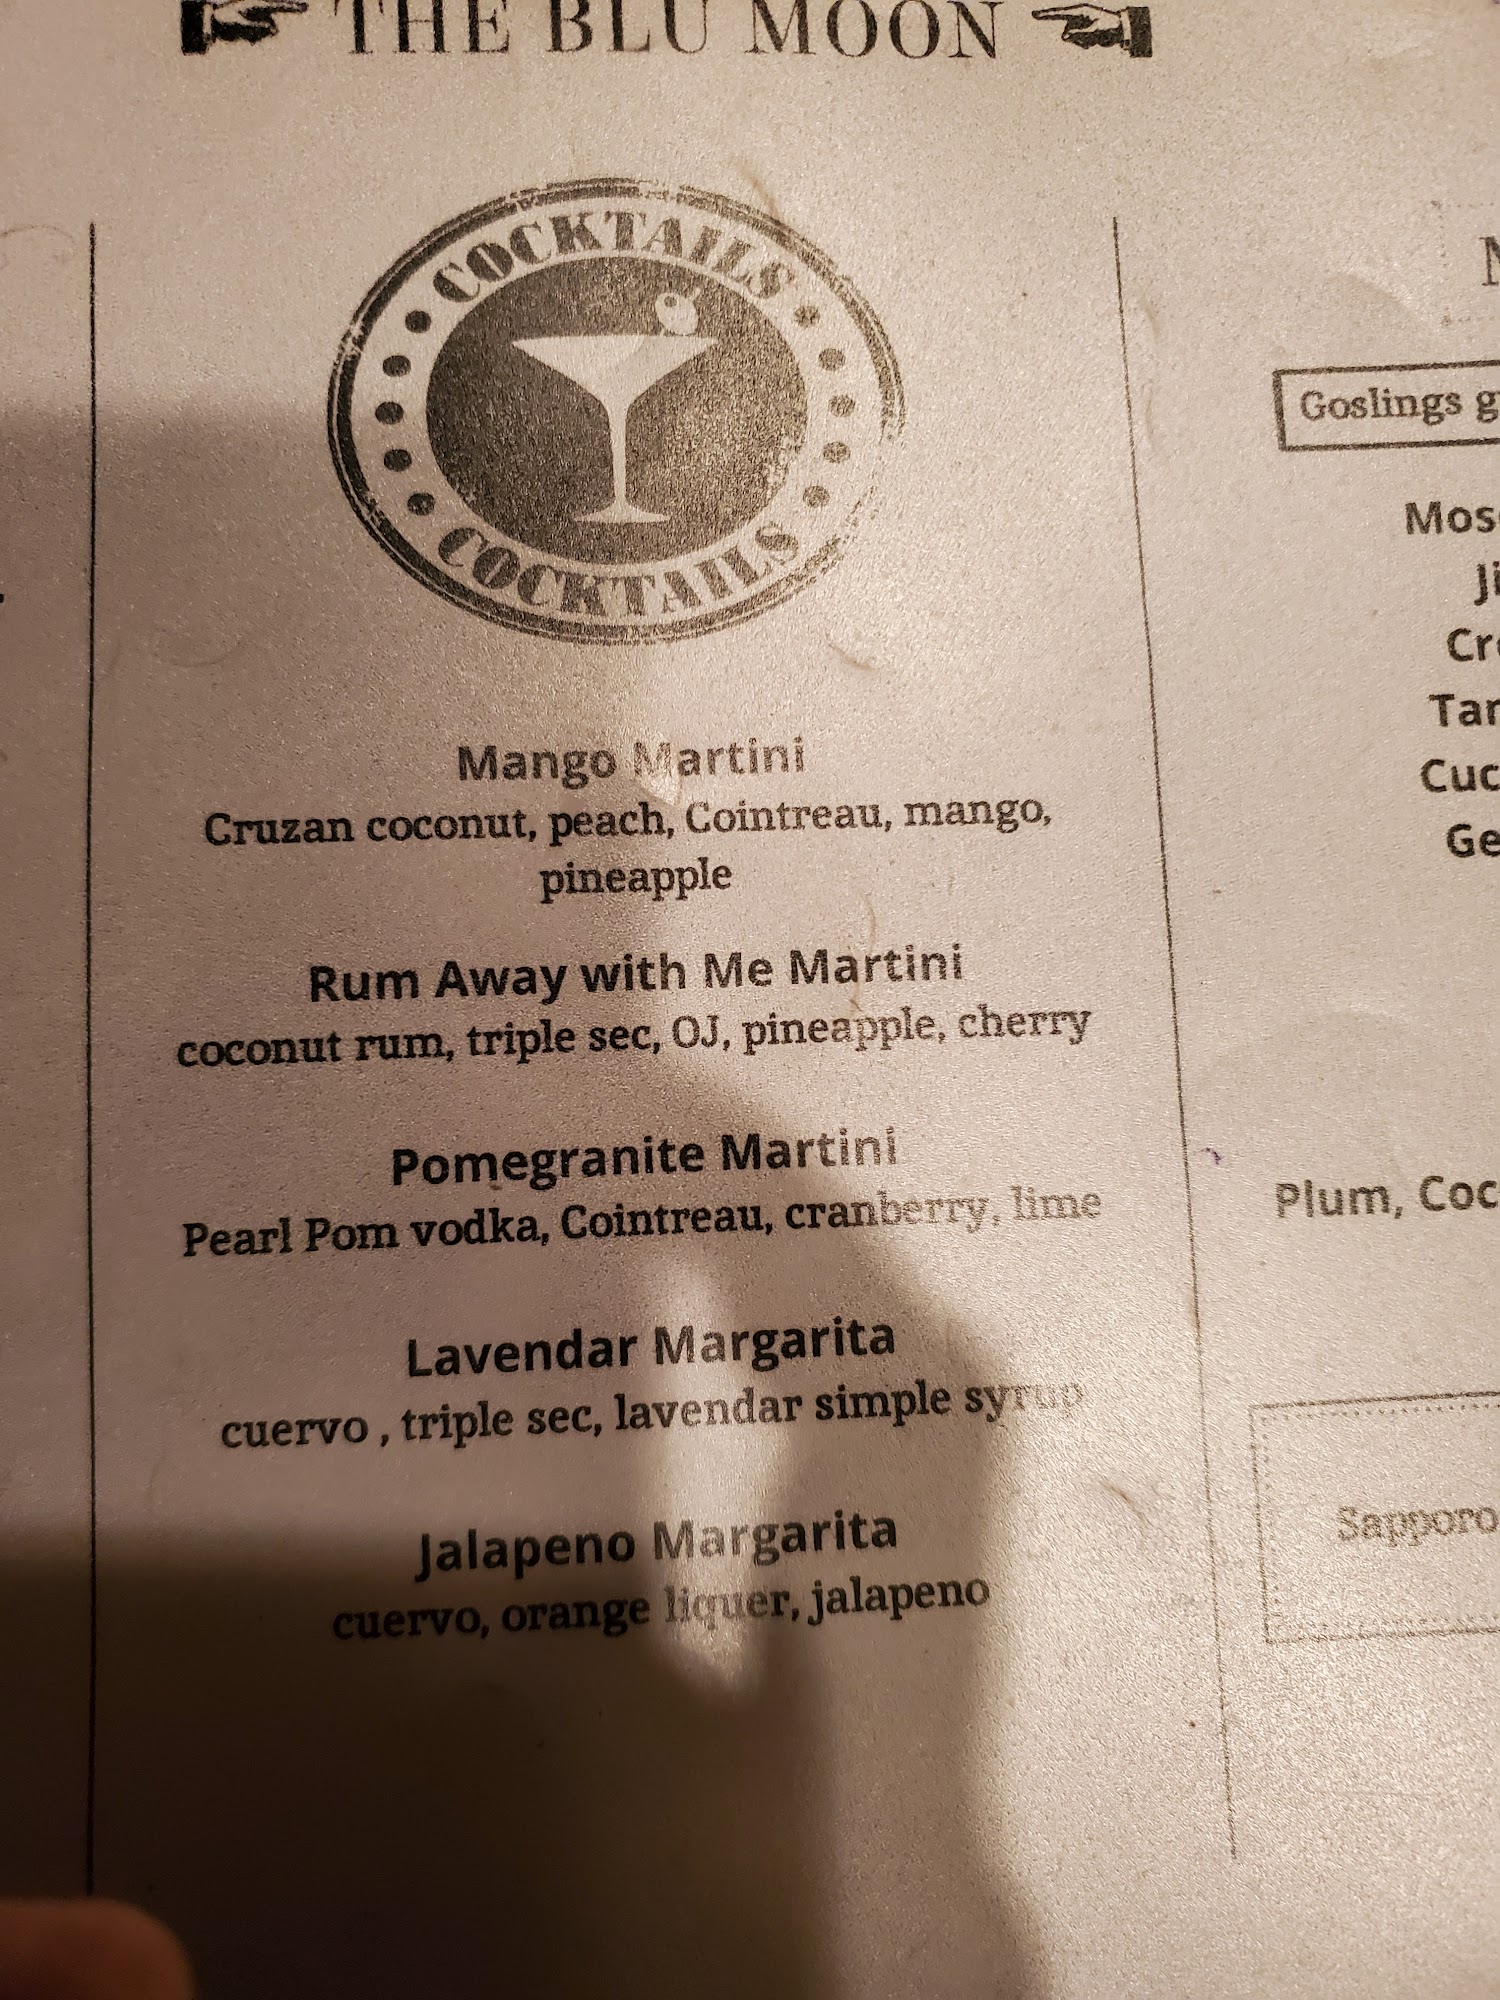 THE BLU MOON
COCKTAILS
COCKTAILS
Mango Martini
Cruzan coconut, peach, Cointreau, mango,
pineapple
Rum Away with Me Martini
coconut rum, triple sec, OJ, pineapple, cherry
Pomegranite Martini
Pearl Pom vodka, Cointreau, cranberry, lime
Lavendar Margarita
cuervo , triple sec, lavendar simple syrup
Jalapeno Margarita
cuervo, orange liquer, jalapeno
Goslings
Plum,
Sapporo